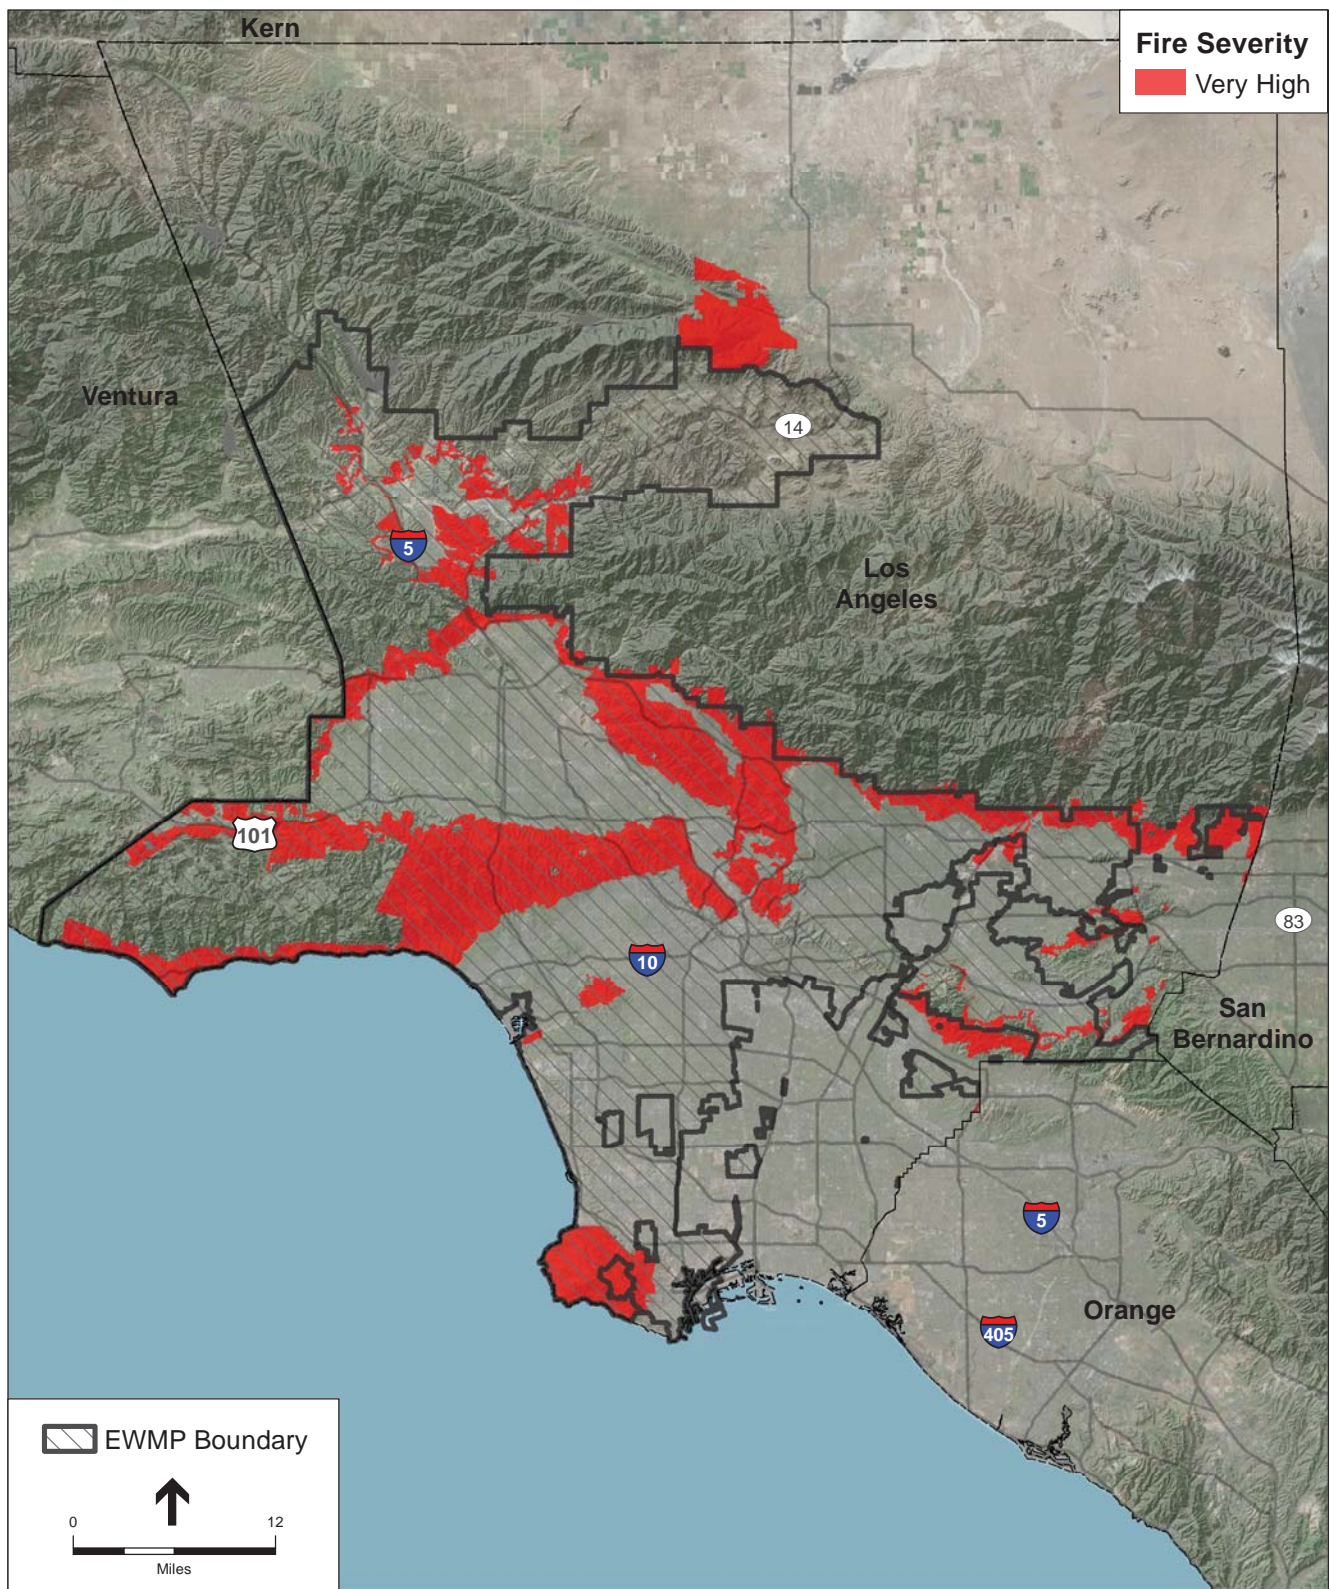 Kern
Fire Severity
Very High
Ventura
14
5
Los
Angeles
101
83
10
San
Bernardino
5
Orange
405
EWMP Boundary
0 12
Miles